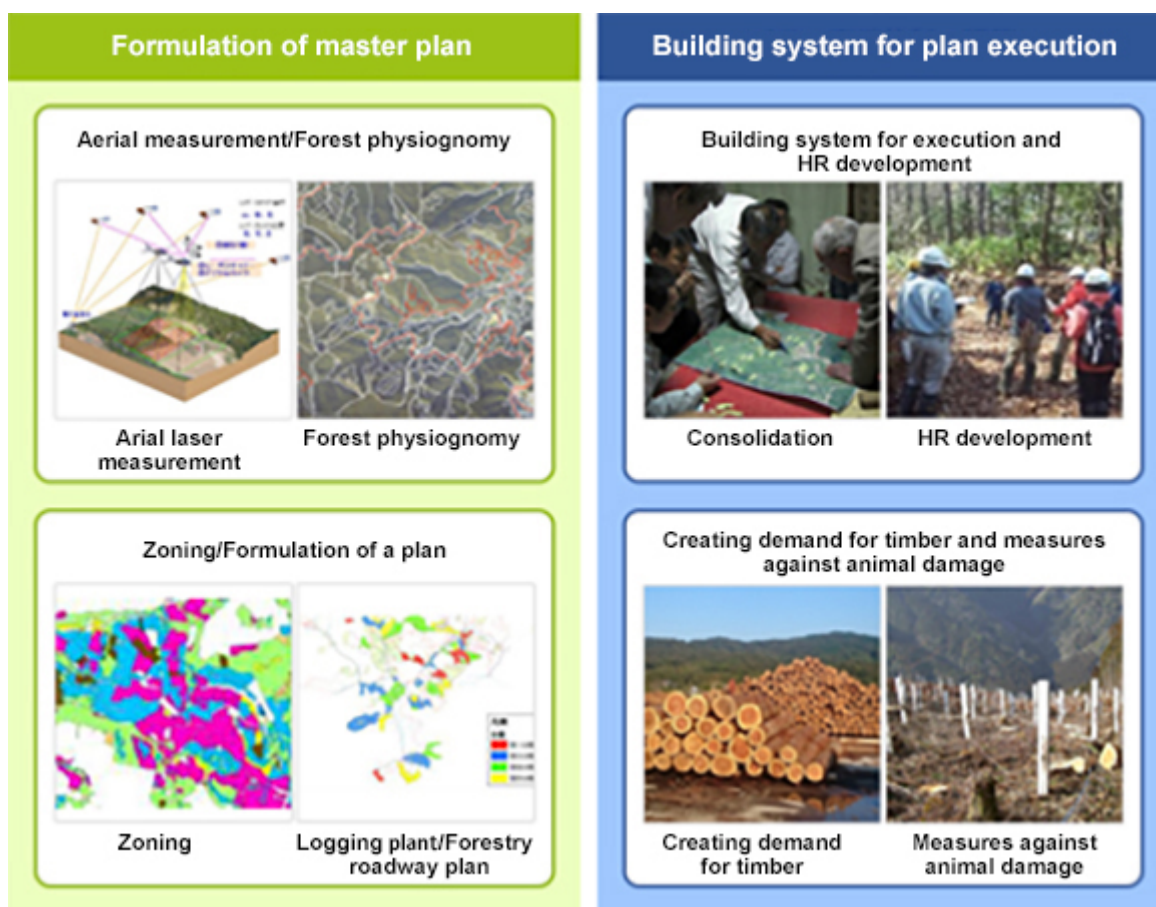 Formulation of master plan
Aerial measurement/Forest physiognomy
Arial laser
measurement
Forest physiognomy
Zoning/Formulation of a plan
Zoning
Logging plant/Forestry
roadway plan
Building system for plan execution
Building system for execution and
HR development
Consolidation
HR development
Creating demand for timber and measures
against animal damage
Creating demand
for timber
Measures against
animal damage